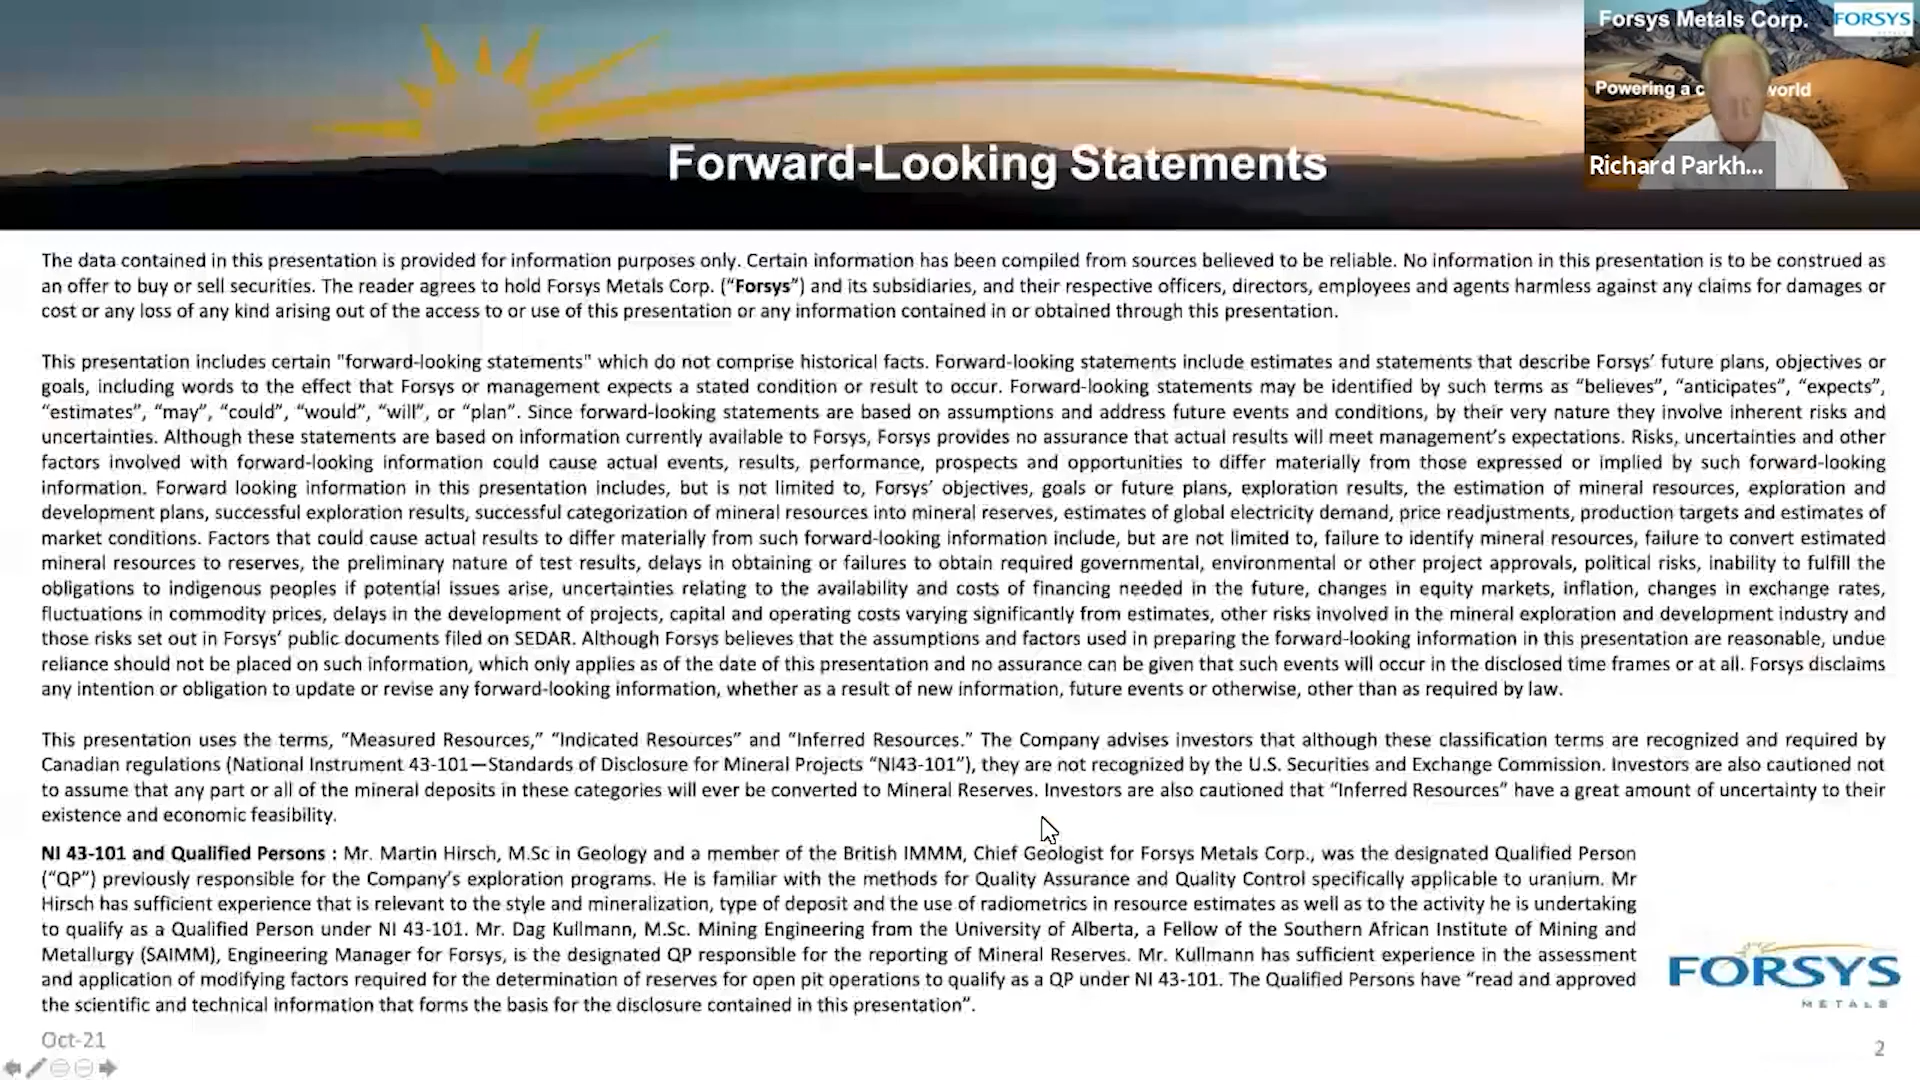 Forsys Metals Corp.
FORSYS
METALS
Powering a c
world
Richard Parkh...
Forward-Looking Statements
The data contained in this presentation is provided for information purposes only. Certain information has been compiled from sources believed to be reliable. No information in this presentation is to be construed as
an offer to buy or sell securities. The reader agrees to hold Forsys Metals Corp. (“Forsys”) and its subsidiaries, and their respective officers, directors, employees and agents harmless against any claims for damages or
cost or any loss of any kind arising out of the access to or use of this presentation or any information contained in or obtained through this presentation.
This presentation includes certain "forward-looking statements" which do not comprise historical facts. Forward-looking statements include estimates and statements that describe Forsys’ future plans, objectives or
goals, including words to the effect that Forsys or management expects a stated condition or result to occur. Forward-looking statements may be identified by such terms as “believes”, “anticipates”, “expects”,
“estimates”, “may”, “could”, “would”, “will”, or “plan”. Since forward-looking statements are based on assumptions and address future events and conditions, by their very nature they involve inherent risks and
uncertainties. Although these statements are based on information currently available to Forsys, Forsys provides no assurance that actual results will meet management’s expectations. Risks, uncertainties and other
factors involved with forward-looking information could cause actual events, results, performance, prospects and opportunities to differ materially from those expressed or implied by such forward-looking
information. Forward looking information in this presentation includes, but is not limited to, Forsys’ objectives, goals or future plans, exploration results, the estimation of mineral resources, exploration and
development plans, successful exploration results, successful categorization of mineral resources into mineral reserves, estimates of global electricity demand, price readjustments, production targets and estimates of
market conditions. Factors that could cause actual results to differ materially from such forward-looking information include, but are not limited to, failure to identify mineral resources, failure to convert estimated
mineral resources to reserves, the preliminary nature of test results, delays in obtaining or failures to obtain required governmental, environmental or other project approvals, political risks, inability to fulfill the
obligations to indigenous peoples if potential issues arise, uncertainties relating to the availability and costs of financing needed in the future, changes in equity markets, inflation, changes in exchange rates,
fluctuations in commodity prices, delays in the development of projects, capital and operating costs varying significantly from estimates, other risks involved in the mineral exploration and development industry and
those risks set out in Forsys’ public documents filed on SEDAR. Although Forsys believes that the assumptions and factors used in preparing the forward-looking information in this presentation are reasonable, undue
reliance should not be placed on such information, which only applies as of the date of this presentation and no assurance can be given that such events will occur in the disclosed time frames or at all. Forsys disclaims
any intention or obligation to update or revise any forward-looking information, whether as a result of new information, future events or otherwise, other than as required by law.
This presentation uses the terms, “Measured Resources,” “Indicated Resources” and “Inferred Resources.” The Company advises investors that although these classification terms are recognized and required by
Canadian regulations (National Instrument 43-101—Standards of Disclosure for Mineral Projects “NI43-101”), they are not recognized by the U.S. Securities and Exchange Commission. Investors are also cautioned not
to assume that any part or all of the mineral deposits in these categories will ever be converted to Mineral Reserves. Investors are also cautioned that “Inferred Resources” have a great amount of uncertainty to their
existence and economic feasibility.
NI 43-101 and Qualified Persons : Mr. Martin Hirsch, M.Sc in Geology and a member of the British IMMM, Chief Geologist for Forsys Metals Corp., was the designated Qualified Person
(“QP”) previously responsible for the Company’s exploration programs. He is familiar with the methods for Quality Assurance and Quality Control specifically applicable to uranium. Mr
Hirsch has sufficient experience that is relevant to the style and mineralization, type of deposit and the use of radiometrics in resource estimates as well as to the activity he is undertaking
to qualify as a Qualified Person under NI 43-101. Mr. Dag Kullmann, M.Sc. Mining Engineering from the University of Alberta, a Fellow of the Southern African Institute of Mining and
Metallurgy (SAIMM), Engineering Manager for Forsys, is the designated QP responsible for the reporting of Mineral Reserves. Mr. Kullmann has sufficient experience in the assessment
and application of modifying factors required for the determination of reserves for open pit operations to qualify as a QP under NI 43-101. The Qualified Persons have “read and approved
the scientific and technical information that forms the basis for the disclosure contained in this presentation”.
FORSYS
METALS
Oct-21
2